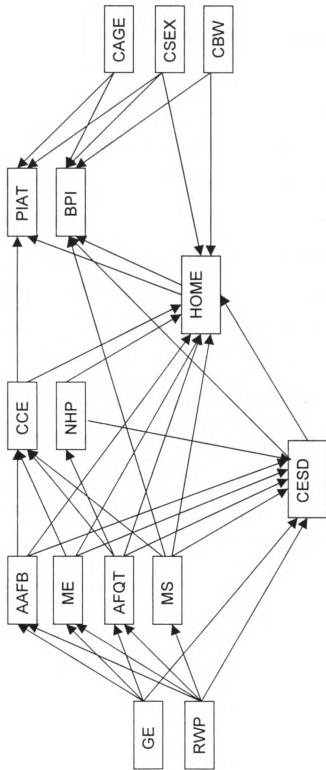 GE
RWP
AAFB
ME
AFQT
MS
CESD
CCE
NHP
HOME
PIAT
BPI
CAGE
CSEX
CBW